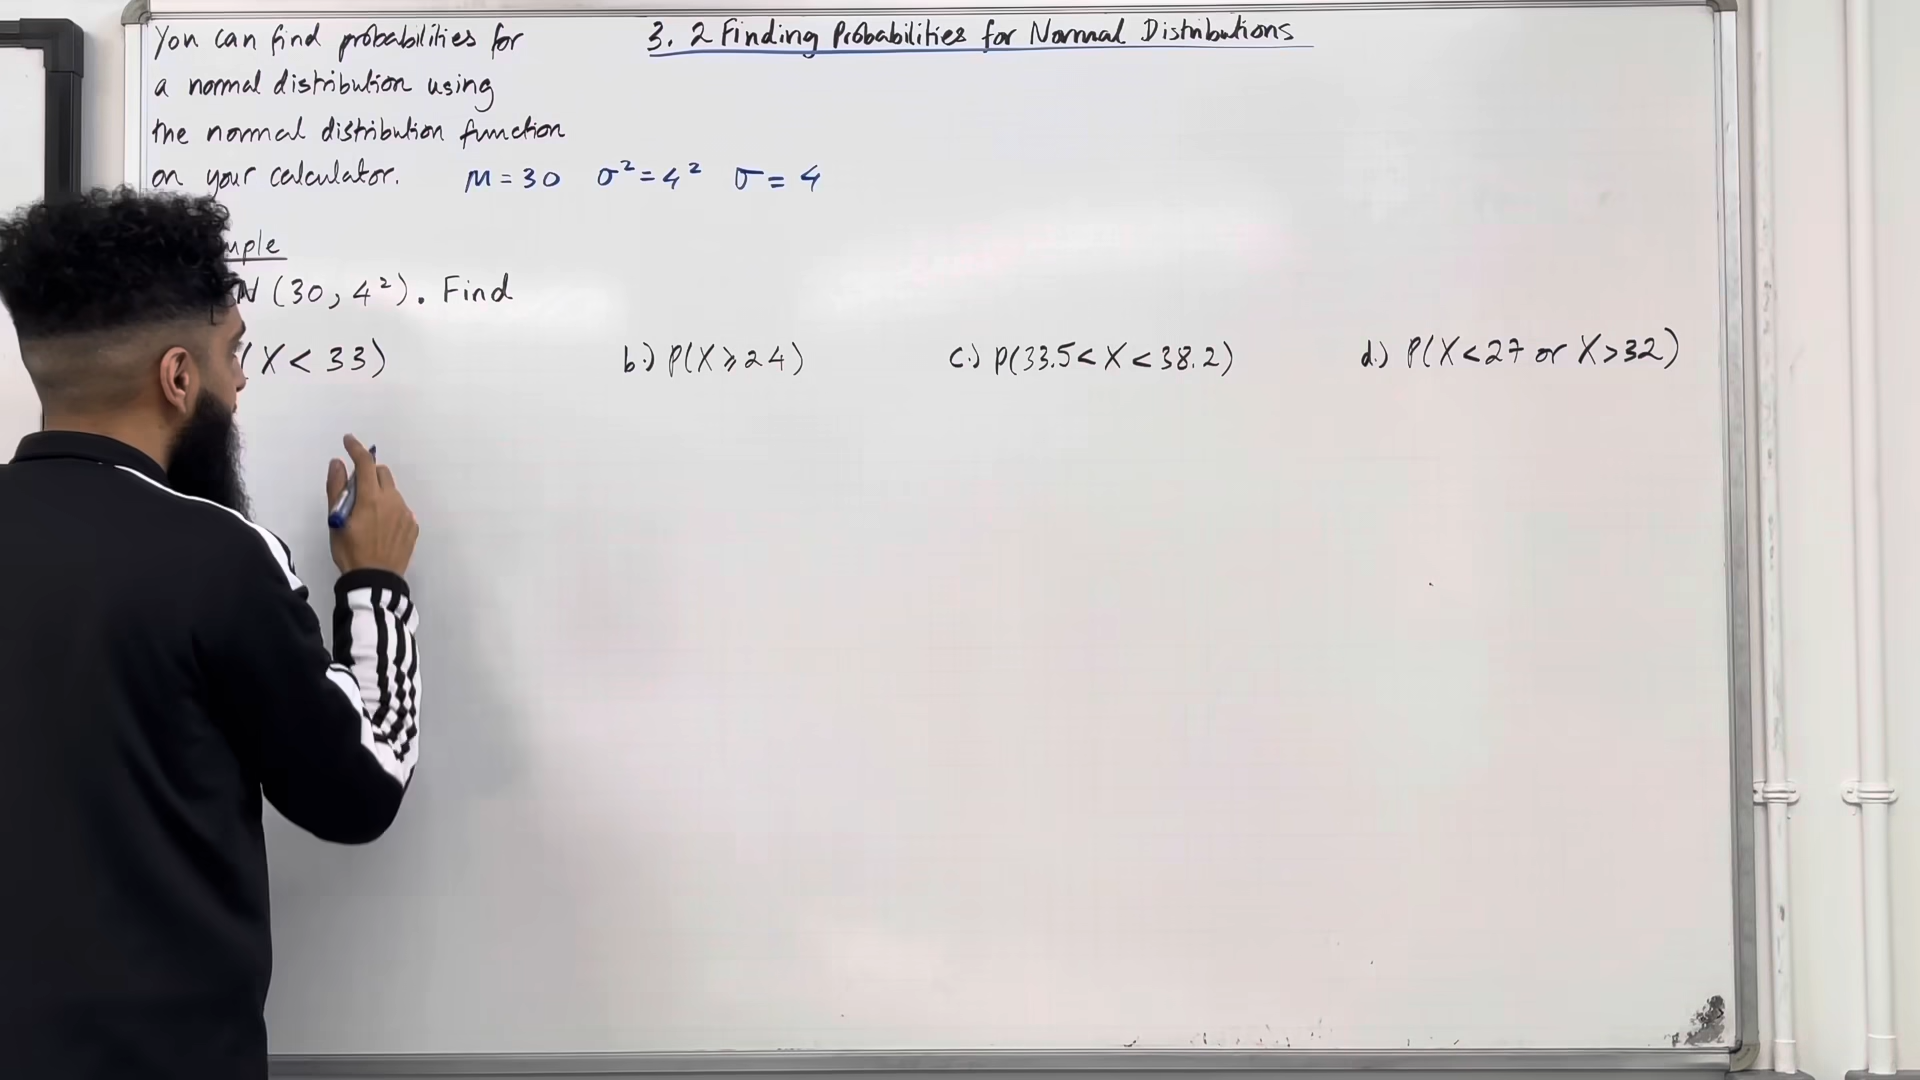 You can find probabilities for
a normal distribution using
the normal distribution function
on your calculator.
3.2 Finding Probabilities for Normal Distributions
μ = 30 σ² = 4² σ = 4
N (30, 4²). Find
(X < 33)
b.) P(X ⩾ 24)
c.) P(33.5 < X < 38.2)
d.) P(X < 27 or X > 32)